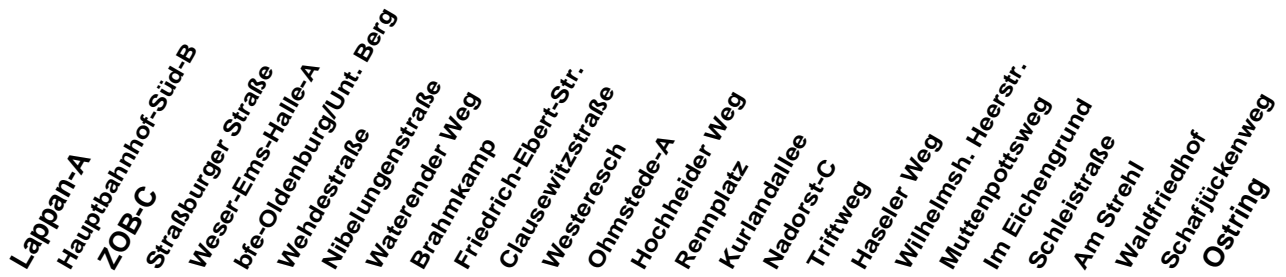 Lappan-A
Hauptbahnhof-Süd-B
ZOB-C
Straßburger Straße
Weser-Ems-Halle-A
bfe-Oldenburg/Unt. Berg
Wehdestraße
Nibelungenstraße
Waterender Weg
Brahmkamp
Friedrich-Ebert-Str.
Clausewitzstraße
Westeresch
Ohmstede-A
Hochheider Weg
Rennplatz
Kurlandallee
Nadorst-C
Triftweg
Haseler Weg
Wilhelmsh. Heerstr.
Muttenpottsweg
Im Eichengrund
Schleistraße
Am Strehl
Waldfriedhof
Schafjückenweg
Ostring